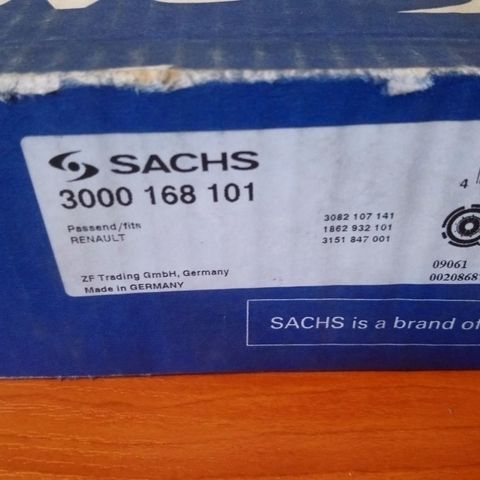 SACHS
3000 168 101
Passend/fits
RENAULT
3082 107 141
1862 932 101
3151 847 001
ZF Trading GmbH, Germany
Made in GERMANY
4
09061
0020868
SACHS is a brand of